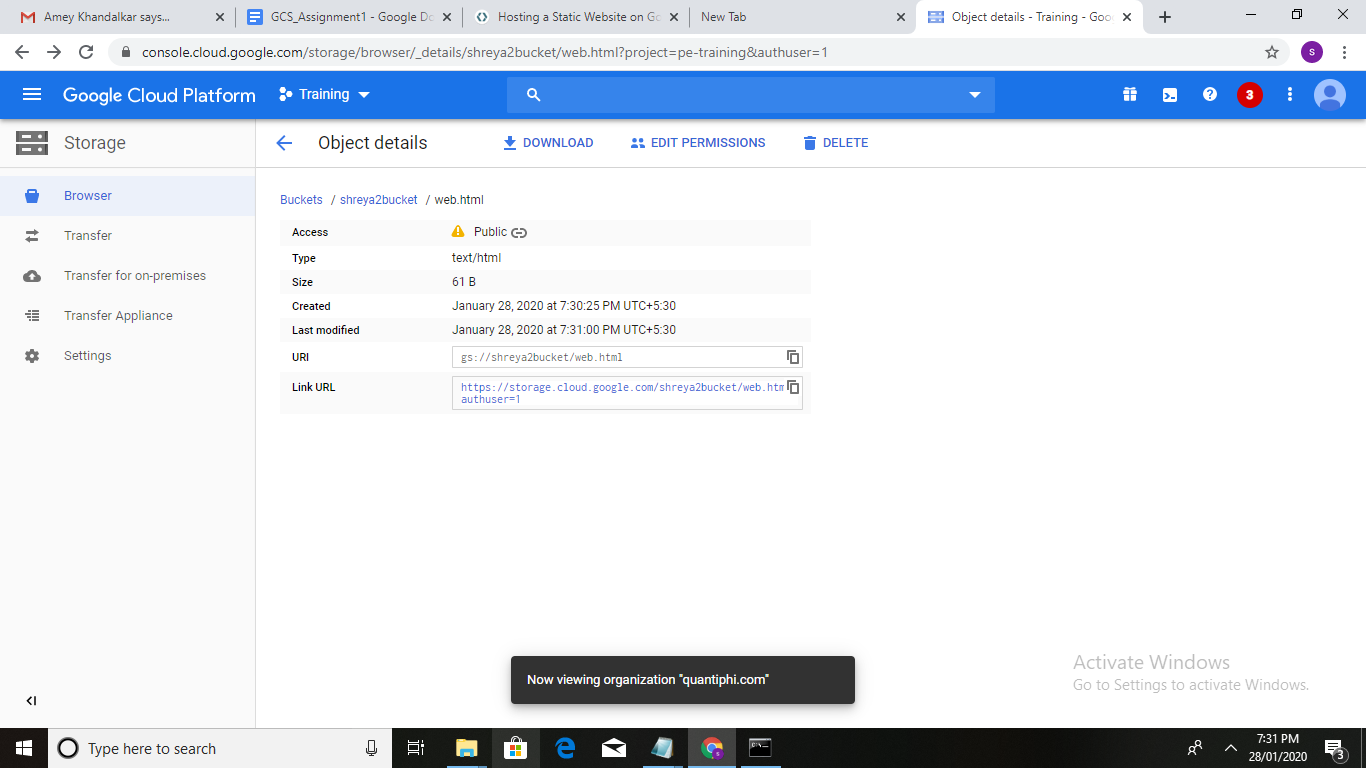 Amey Khandalkar says...
GCS_Assignment1 - Google Do
Hosting a Static Website on Go
New Tab
Object details - Training - Goo
console.cloud.google.com/storage/browser/_details/shreya2bucket/web.html?project=pe-training&authuser=1
s
Google Cloud Platform
Training
3
Storage
Object details
DOWNLOAD
EDIT PERMISSIONS
DELETE
Browser
Transfer
Transfer for on-premises
Transfer Appliance
Settings
Buckets / shreya2bucket / web.html
Access Public
Type text/html
Size 61 B
Created January 28, 2020 at 7:30:25 PM UTC+5:30
Last modified January 28, 2020 at 7:31:00 PM UTC+5:30
URI gs://shreya2bucket/web.html
Link URL https://storage.cloud.google.com/shreya2bucket/web.htm
authuser=1
Now viewing organization "quantiphi.com"
Activate Windows
Go to Settings to activate Windows.
Type here to search
7:31 PM
28/01/2020
3